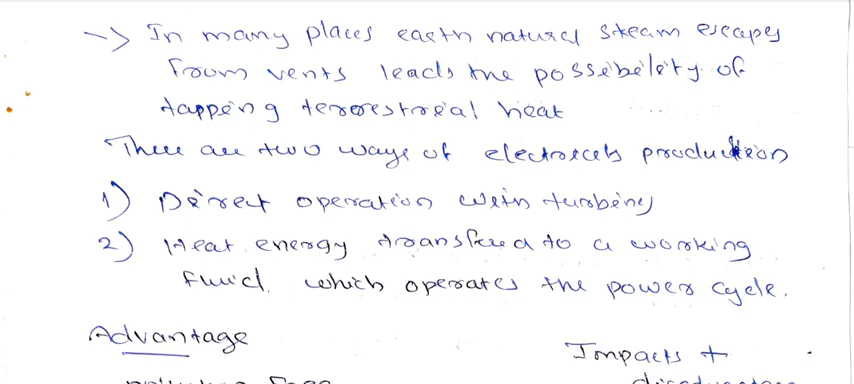 -> In many places earth natural steam escapes
from vents leads the possibility of
tapping terrestrial heat
There are two ways of electricity production
1) Direct operation with turbines
2) Heat energy transfered to a working
fluid which operates the power cycle.
Advantage
Impacts +